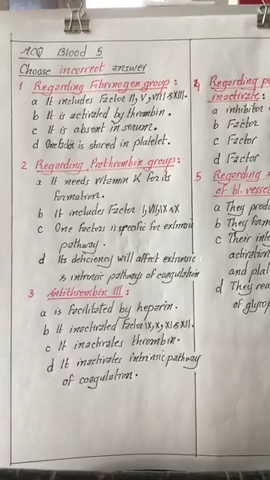 MCQ Blood 5
Choose incorrect answer
1 Regarding Fibrinogen group:
a It includes Factor II, V, VIII & XIII.
b It is activated by thrombin.
c It is absent in serum.
d One factor is stored in platelet.
2 Regarding Prothrombin group:
a It needs vitamin K for its
formation.
b It includes Factor I, VII, IX & X
c One factor is specific for extrinsic
pathway.
d Its deficiency will affect extrinsic
& intrinsic pathways of coagulation
3 Antithrombin III:
a is facilitated by heparin.
b It inactivated Factor IX, X, XI & XII.
c It inactivates thrombin.
d It inactivates intrinsic pathway
of coagulation.
4 Regarding
inactivate:
a inhibitor
b Factor
c Factor
d Factor
5 Regarding
of bl. vessel
a They prod
b They form
c Their inte
activation
and plat
d They rea
of glyco